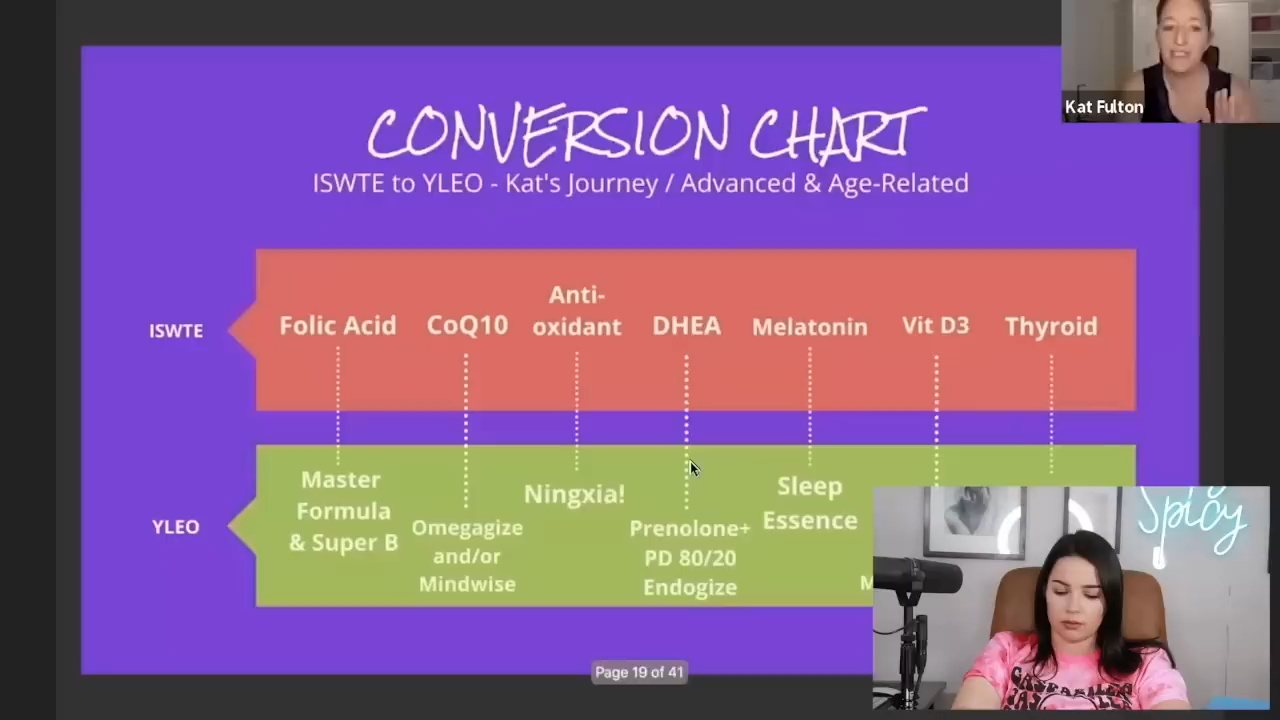 Kat Fulton
CONVERSION CHART
ISWTE to YLEO - Kat's Journey / Advanced & Age-Related
ISWTE
Folic Acid
CoQ10
Anti-
oxidant
DHEA
Melatonin
Vit D3
Thyroid
YLEO
Master
Formula
& Super B
Omegagize
and/or
Mindwise
Ningxia!
Prenolone+
PD 80/20
Endogize
Sleep
Essence
M
Spicy
Page 19 of 41